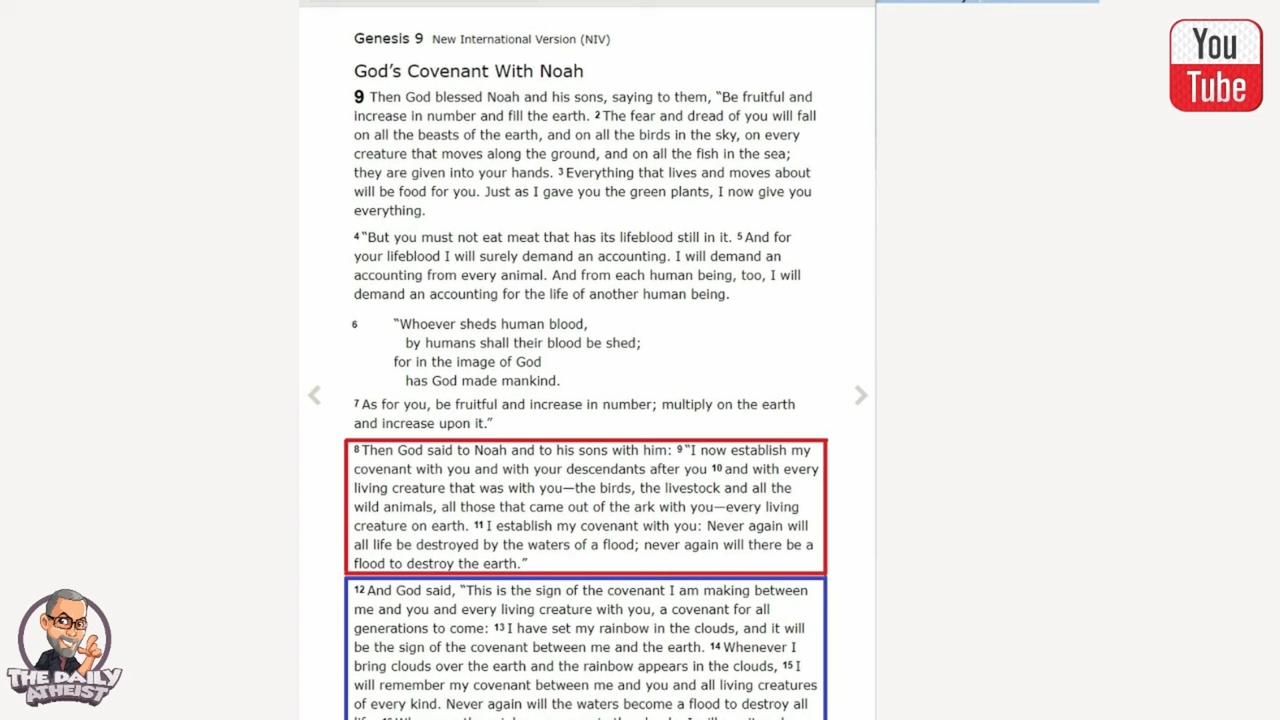 Genesis 9 New International Version (NIV)
God's Covenant With Noah
9 Then God blessed Noah and his sons, saying to them, "Be fruitful and
increase in number and fill the earth. 2 The fear and dread of you will fall
on all the beasts of the earth, and on all the birds in the sky, on every
creature that moves along the ground, and on all the fish in the sea;
they are given into your hands. 3 Everything that lives and moves about
will be food for you. Just as I gave you the green plants, I now give you
everything.
4 "But you must not eat meat that has its lifeblood still in it. 5 And for
your lifeblood I will surely demand an accounting. I will demand an
accounting from every animal. And from each human being, too, I will
demand an accounting for the life of another human being.
6 "Whoever sheds human blood,
by humans shall their blood be shed;
for in the image of God
has God made mankind.
7 As for you, be fruitful and increase in number; multiply on the earth
and increase upon it."
8 Then God said to Noah and to his sons with him: 9 "I now establish my
covenant with you and with your descendants after you 10 and with every
living creature that was with you—the birds, the livestock and all the
wild animals, all those that came out of the ark with you—every living
creature on earth. 11 I establish my covenant with you: Never again will
all life be destroyed by the waters of a flood; never again will there be a
flood to destroy the earth."
12 And God said, "This is the sign of the covenant I am making between
me and you and every living creature with you, a covenant for all
generations to come: 13 I have set my rainbow in the clouds, and it will
be the sign of the covenant between me and the earth. 14 Whenever I
bring clouds over the earth and the rainbow appears in the clouds, 15 I
will remember my covenant between me and you and all living creatures
of every kind. Never again will the waters become a flood to destroy all
You
Tube
THE DAILY
ATHEIST